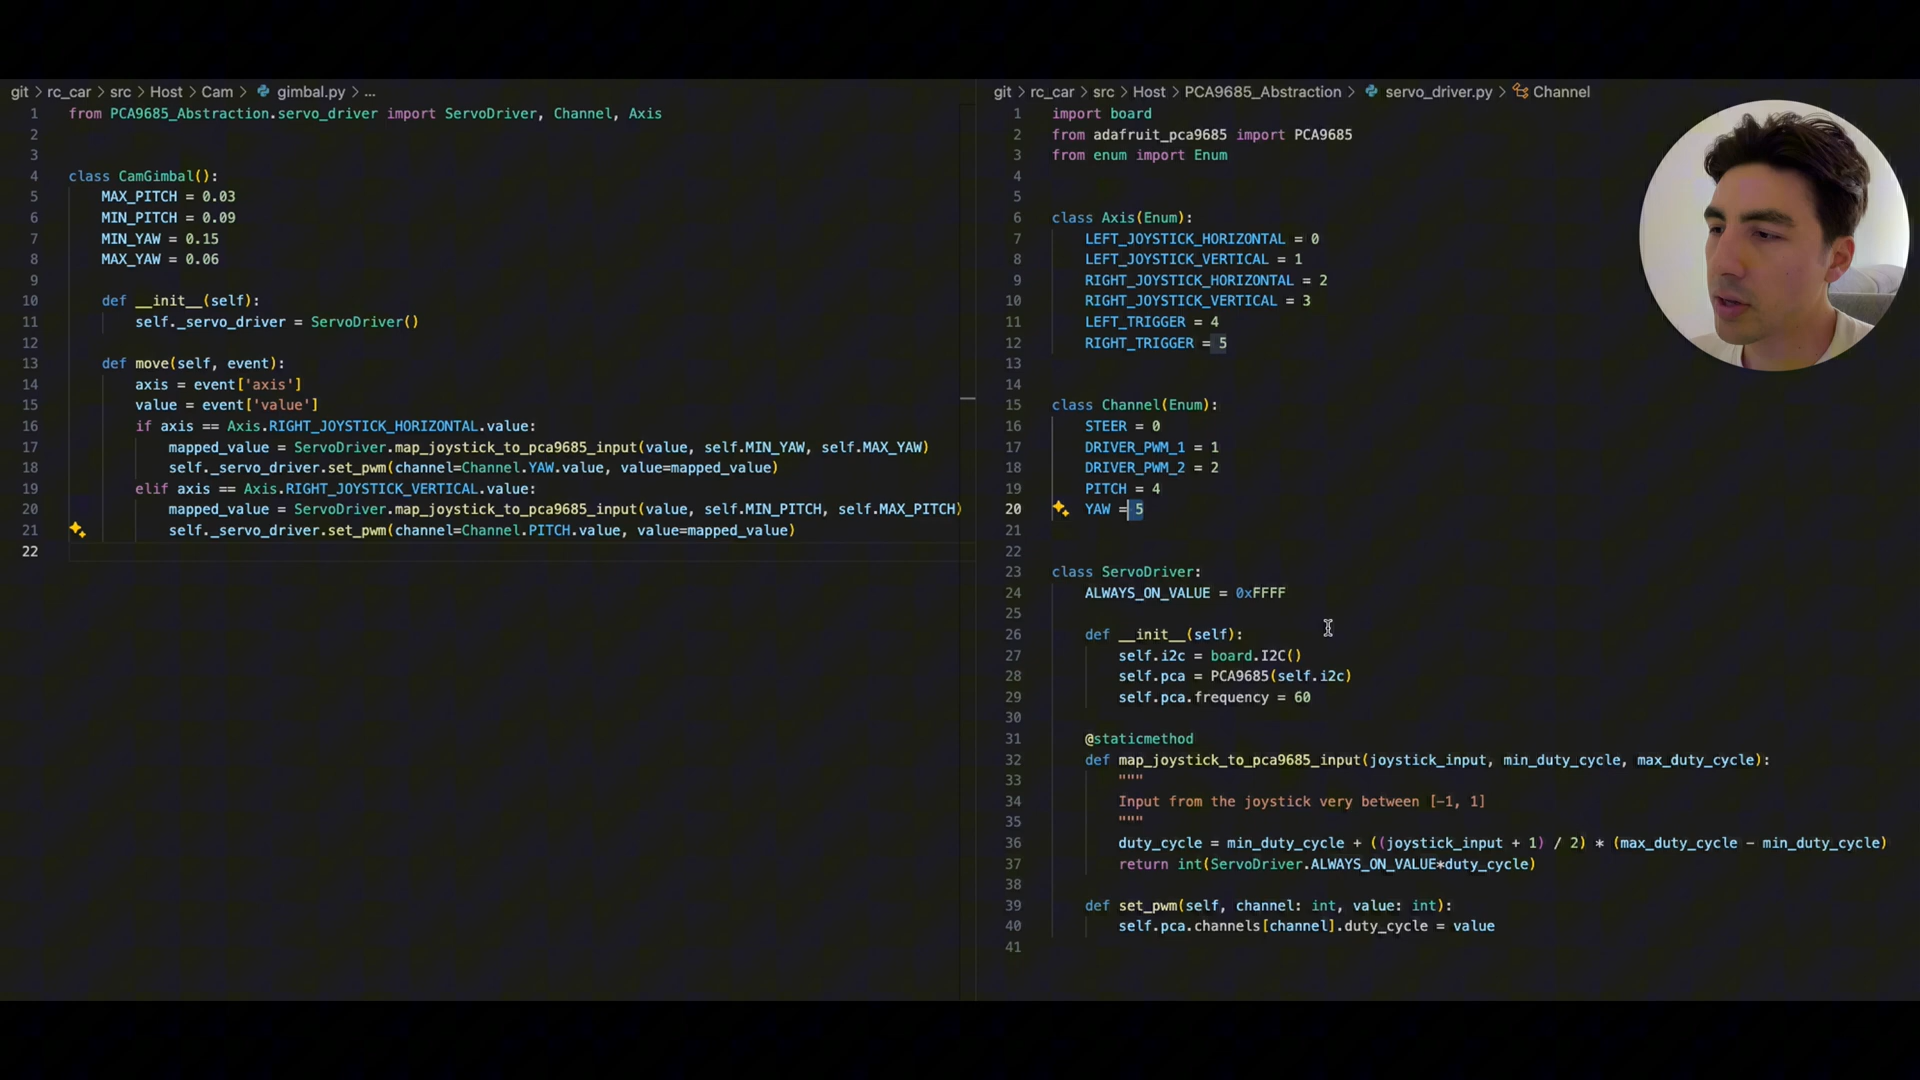 git > rc_car > src > Host > Cam > gimbal.py > ...
1 from PCA9685_Abstraction.servo_driver import ServoDriver, Channel, Axis
2
3
4 class CamGimbal():
5 MAX_PITCH = 0.03
6 MIN_PITCH = 0.09
7 MIN_YAW = 0.15
8 MAX_YAW = 0.06
9
10 def __init__(self):
11 self._servo_driver = ServoDriver()
12
13 def move(self, event):
14 axis = event['axis']
15 value = event['value']
16 if axis == Axis.RIGHT_JOYSTICK_HORIZONTAL.value:
17 mapped_value = ServoDriver.map_joystick_to_pca9685_input(value, self.MIN_YAW, self.MAX_YAW)
18 self._servo_driver.set_pwm(channel=Channel.YAW.value, value=mapped_value)
19 elif axis == Axis.RIGHT_JOYSTICK_VERTICAL.value:
20 mapped_value = ServoDriver.map_joystick_to_pca9685_input(value, self.MIN_PITCH, self.MAX_PITCH)
21 self._servo_driver.set_pwm(channel=Channel.PITCH.value, value=mapped_value)
22
git > rc_car > src > Host > PCA9685_Abstraction > servo_driver.py > Channel
1 import board
2 from adafruit_pca9685 import PCA9685
3 from enum import Enum
4
5
6 class Axis(Enum):
7 LEFT_JOYSTICK_HORIZONTAL = 0
8 LEFT_JOYSTICK_VERTICAL = 1
9 RIGHT_JOYSTICK_HORIZONTAL = 2
10 RIGHT_JOYSTICK_VERTICAL = 3
11 LEFT_TRIGGER = 4
12 RIGHT_TRIGGER = 5
13
14
15 class Channel(Enum):
16 STEER = 0
17 DRIVER_PWM_1 = 1
18 DRIVER_PWM_2 = 2
19 PITCH = 4
20 YAW = 5
21
22
23 class ServoDriver:
24 ALWAYS_ON_VALUE = 0xFFFF
25
26 def __init__(self):
27 self.i2c = board.I2C()
28 self.pca = PCA9685(self.i2c)
29 self.pca.frequency = 60
30
31 @staticmethod
32 def map_joystick_to_pca9685_input(joystick_input, min_duty_cycle, max_duty_cycle):
33 """
34 Input from the joystick very between [-1, 1]
35 """
36 duty_cycle = min_duty_cycle + ((joystick_input + 1) / 2) * (max_duty_cycle - min_duty_cycle)
37 return int(ServoDriver.ALWAYS_ON_VALUE*duty_cycle)
38
39 def set_pwm(self, channel: int, value: int):
40 self.pca.channels[channel].duty_cycle = value
41